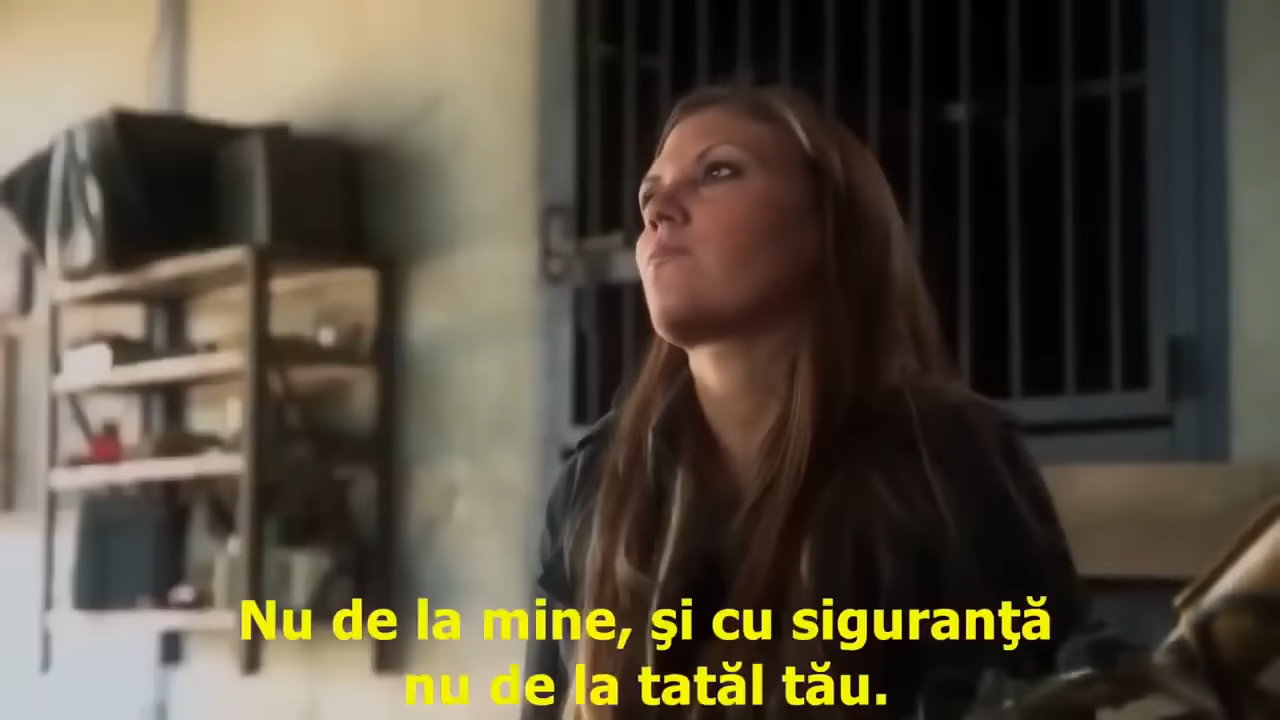 Nu de la mine, şi cu siguranţă
nu de la tatăl tău.